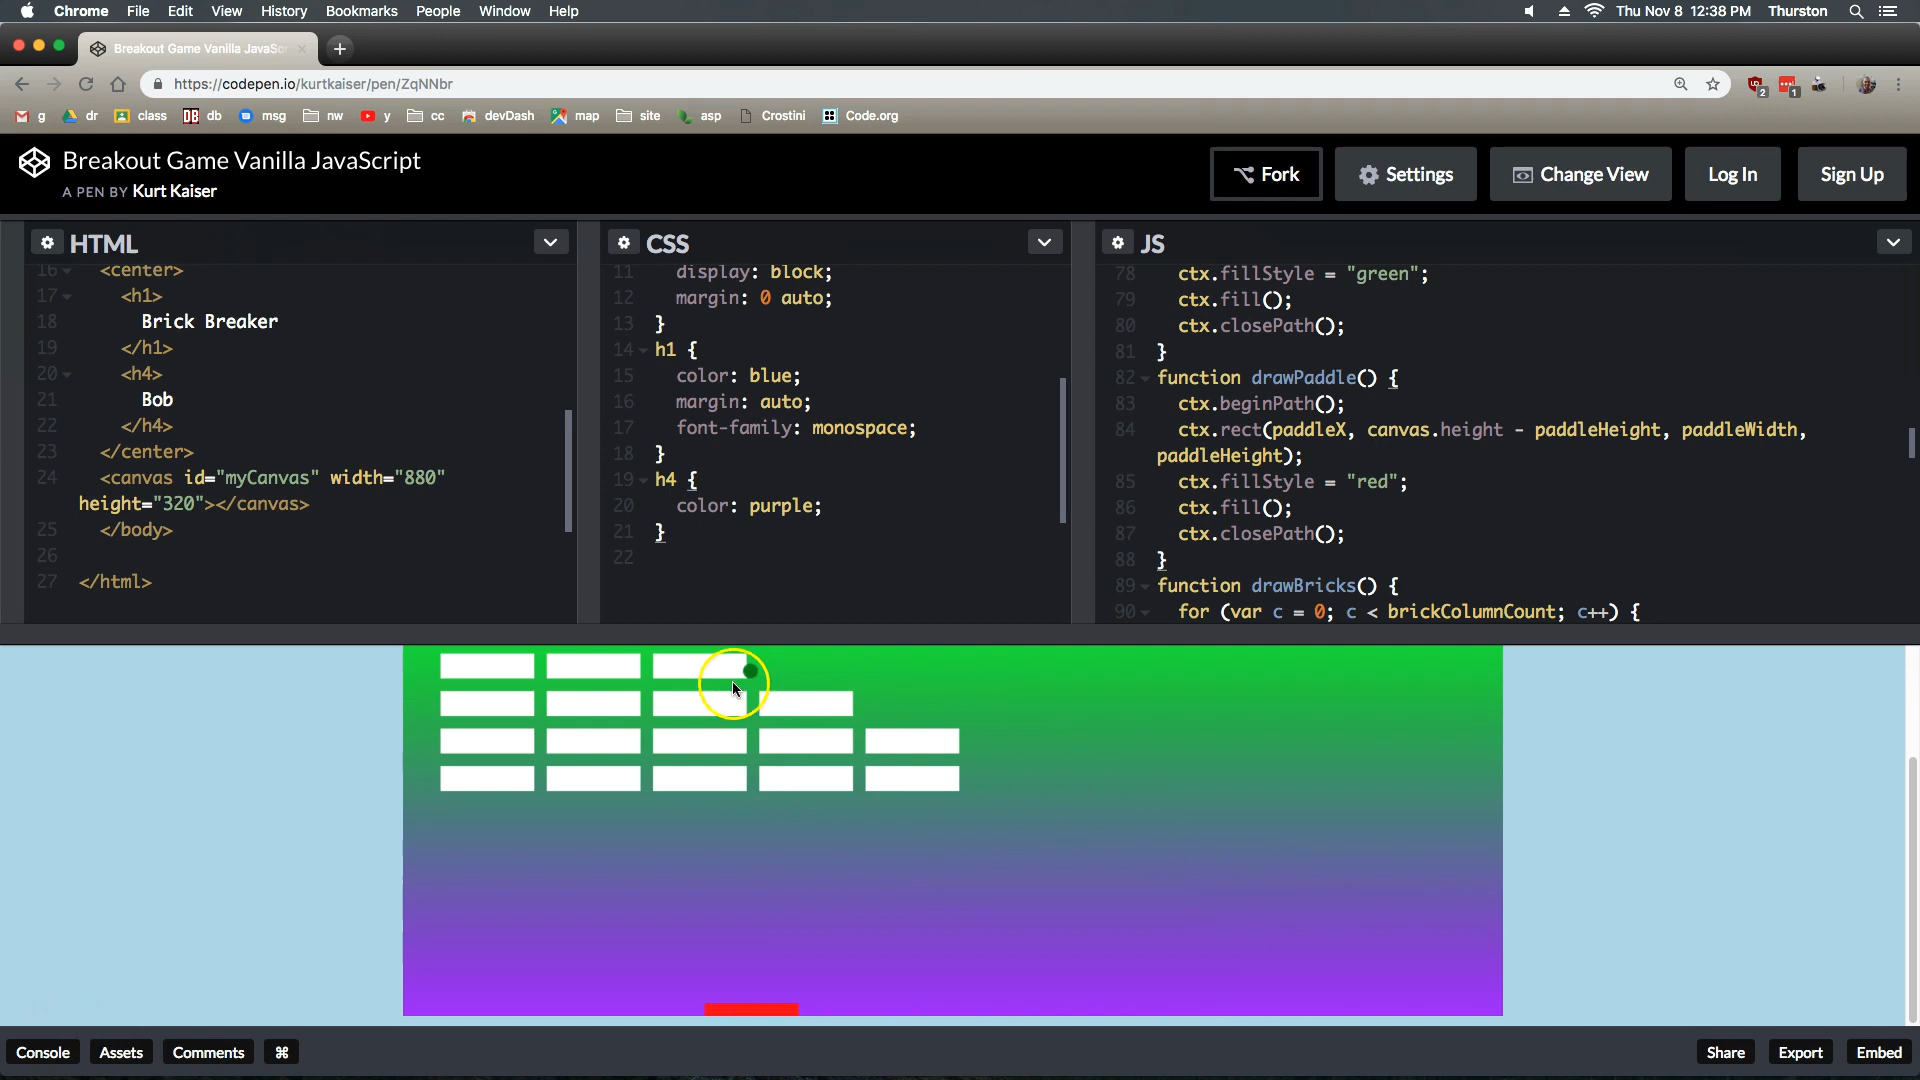 Chrome File Edit View History Bookmarks People Window Help Thu Nov 8 12:38 PM Thurston
Breakout Game Vanilla JavaSc
https://codepen.io/kurtkaiser/pen/ZqNNbr
2 1
g dr class DB db msg nw y cc devDash map site asp Crostini Code.org
Breakout Game Vanilla JavaScript
A PEN BY Kurt Kaiser
Fork Settings Change View Log In Sign Up
HTML
16 <center>
17 <h1>
18 Brick Breaker
19 </h1>
20 <h4>
21 Bob
22 </h4>
23 </center>
24 <canvas id="myCanvas" width="880"
height="320"></canvas>
25 </body>
26
27 </html>
CSS
11 display: block;
12 margin: 0 auto;
13 }
14 h1 {
15 color: blue;
16 margin: auto;
17 font-family: monospace;
18 }
19 h4 {
20 color: purple;
21 }
22
JS
78 ctx.fillStyle = "green";
79 ctx.fill();
80 ctx.closePath();
81 }
82 function drawPaddle() {
83 ctx.beginPath();
84 ctx.rect(paddleX, canvas.height - paddleHeight, paddleWidth,
paddleHeight);
85 ctx.fillStyle = "red";
86 ctx.fill();
87 ctx.closePath();
88 }
89 function drawBricks() {
90 for (var c = 0; c < brickColumnCount; c++) {
Console Assets Comments ⌘ Share Export Embed